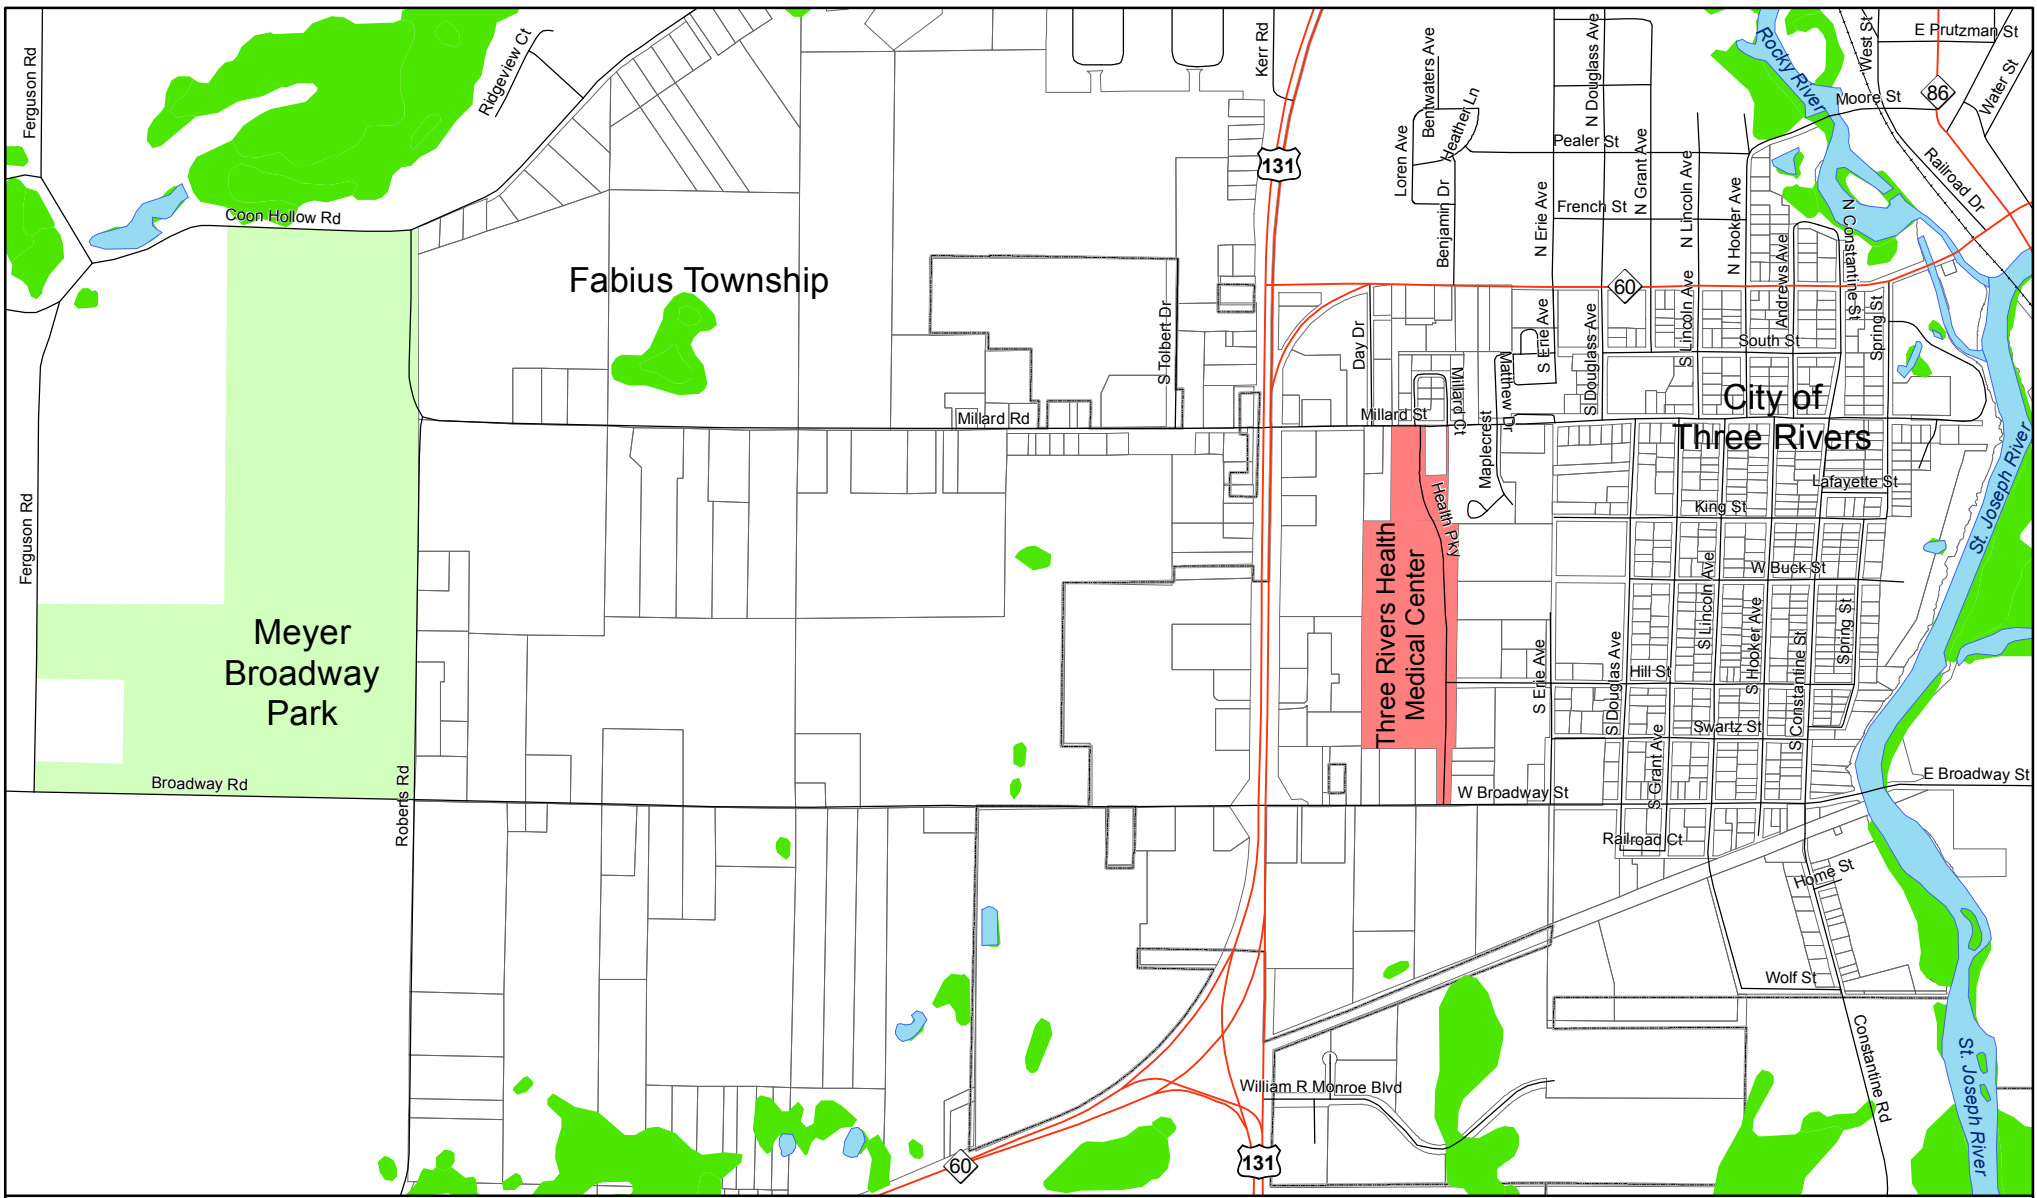 Ferguson Rd
Ridgeview Ct
Kerr Rd
Bentwaters Ave
N Douglass Ave
West St
E Prutzman St
Rocky River
Water St
86
Moore St
Heather Ln
Pealer St
131
Loren Ave
N Grant Ave
Railroad Dr
N Lincoln Ave
N Hooker Ave
Benjamin Dr
N Erie Ave
French St
Coon Hollow Rd
N Constantine St
Andrews Ave
Fabius Township
60
S Tolbert Dr
Day Dr
S Erie Ave
S Douglass Ave
S Lincoln Ave
South St
Spring St
Matthew Dr
Millard Ct
Millard Rd
Millard St
Maplecrest
City of
Three Rivers
St. Joseph River
Lafayette St
King St
Health Pky
Ferguson Rd
Three Rivers Health
Medical Center
S Lincoln Ave
W Buck St
Meyer
Broadway
Park
S Erie Ave
S Douglas Ave
Hill St
S Hooker Ave
S Constantine St
Spring St
Swartz St
S Grant Ave
Broadway Rd
Roberts Rd
W Broadway St
E Broadway St
Railroad Ct
Home St
Wolf St
Constantine Rd
St. Joseph River
William R Monroe Blvd
60
131